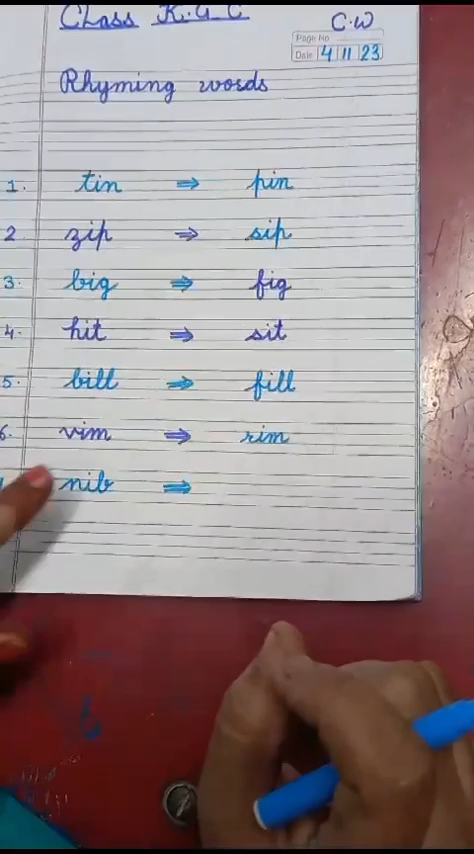 Class K.G C
C.W
Page No
Date 4 11 23
Rhyming words
1. tin ⇒ pin
2 zip ⇒ sip
3. big ⇒ fig
4. hit ⇒ sit
5. bill ⇒ fill
6. vim ⇒ rim
nib ⇒